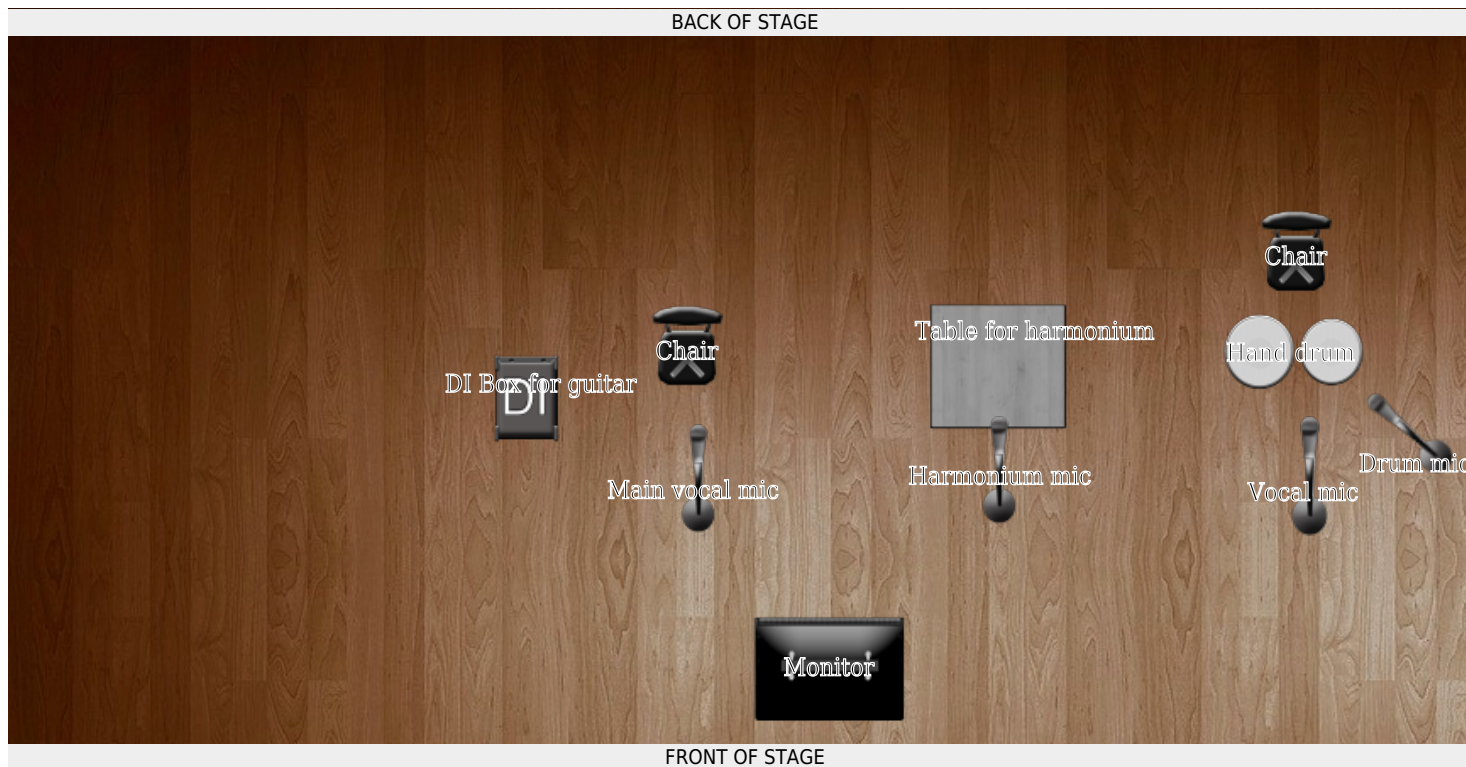 BACK OF STAGE
Chair
Table for harmonium
Chair
Hand drum
DI Box for guitar
DI
Drum mic
Harmonium mic
Main vocal mic
Vocal mic
Monitor
FRONT OF STAGE